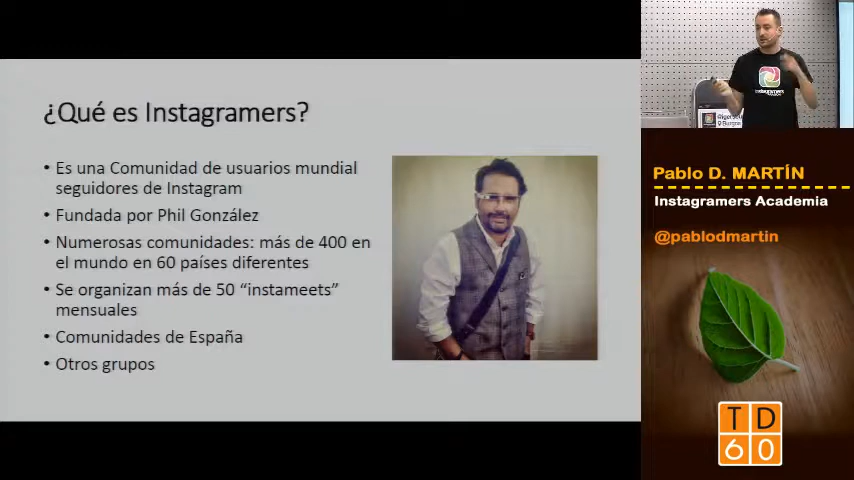 ¿Qué es Instagramers?
• Es una Comunidad de usuarios mundial
seguidores de Instagram
• Fundada por Phil González
• Numerosas comunidades: más de 400 en
el mundo en 60 países diferentes
• Se organizan más de 50 “instameets”
mensuales
• Comunidades de España
• Otros grupos
Pablo D. MARTÍN
Instagramers Academia
@pablodmartin
TD
60